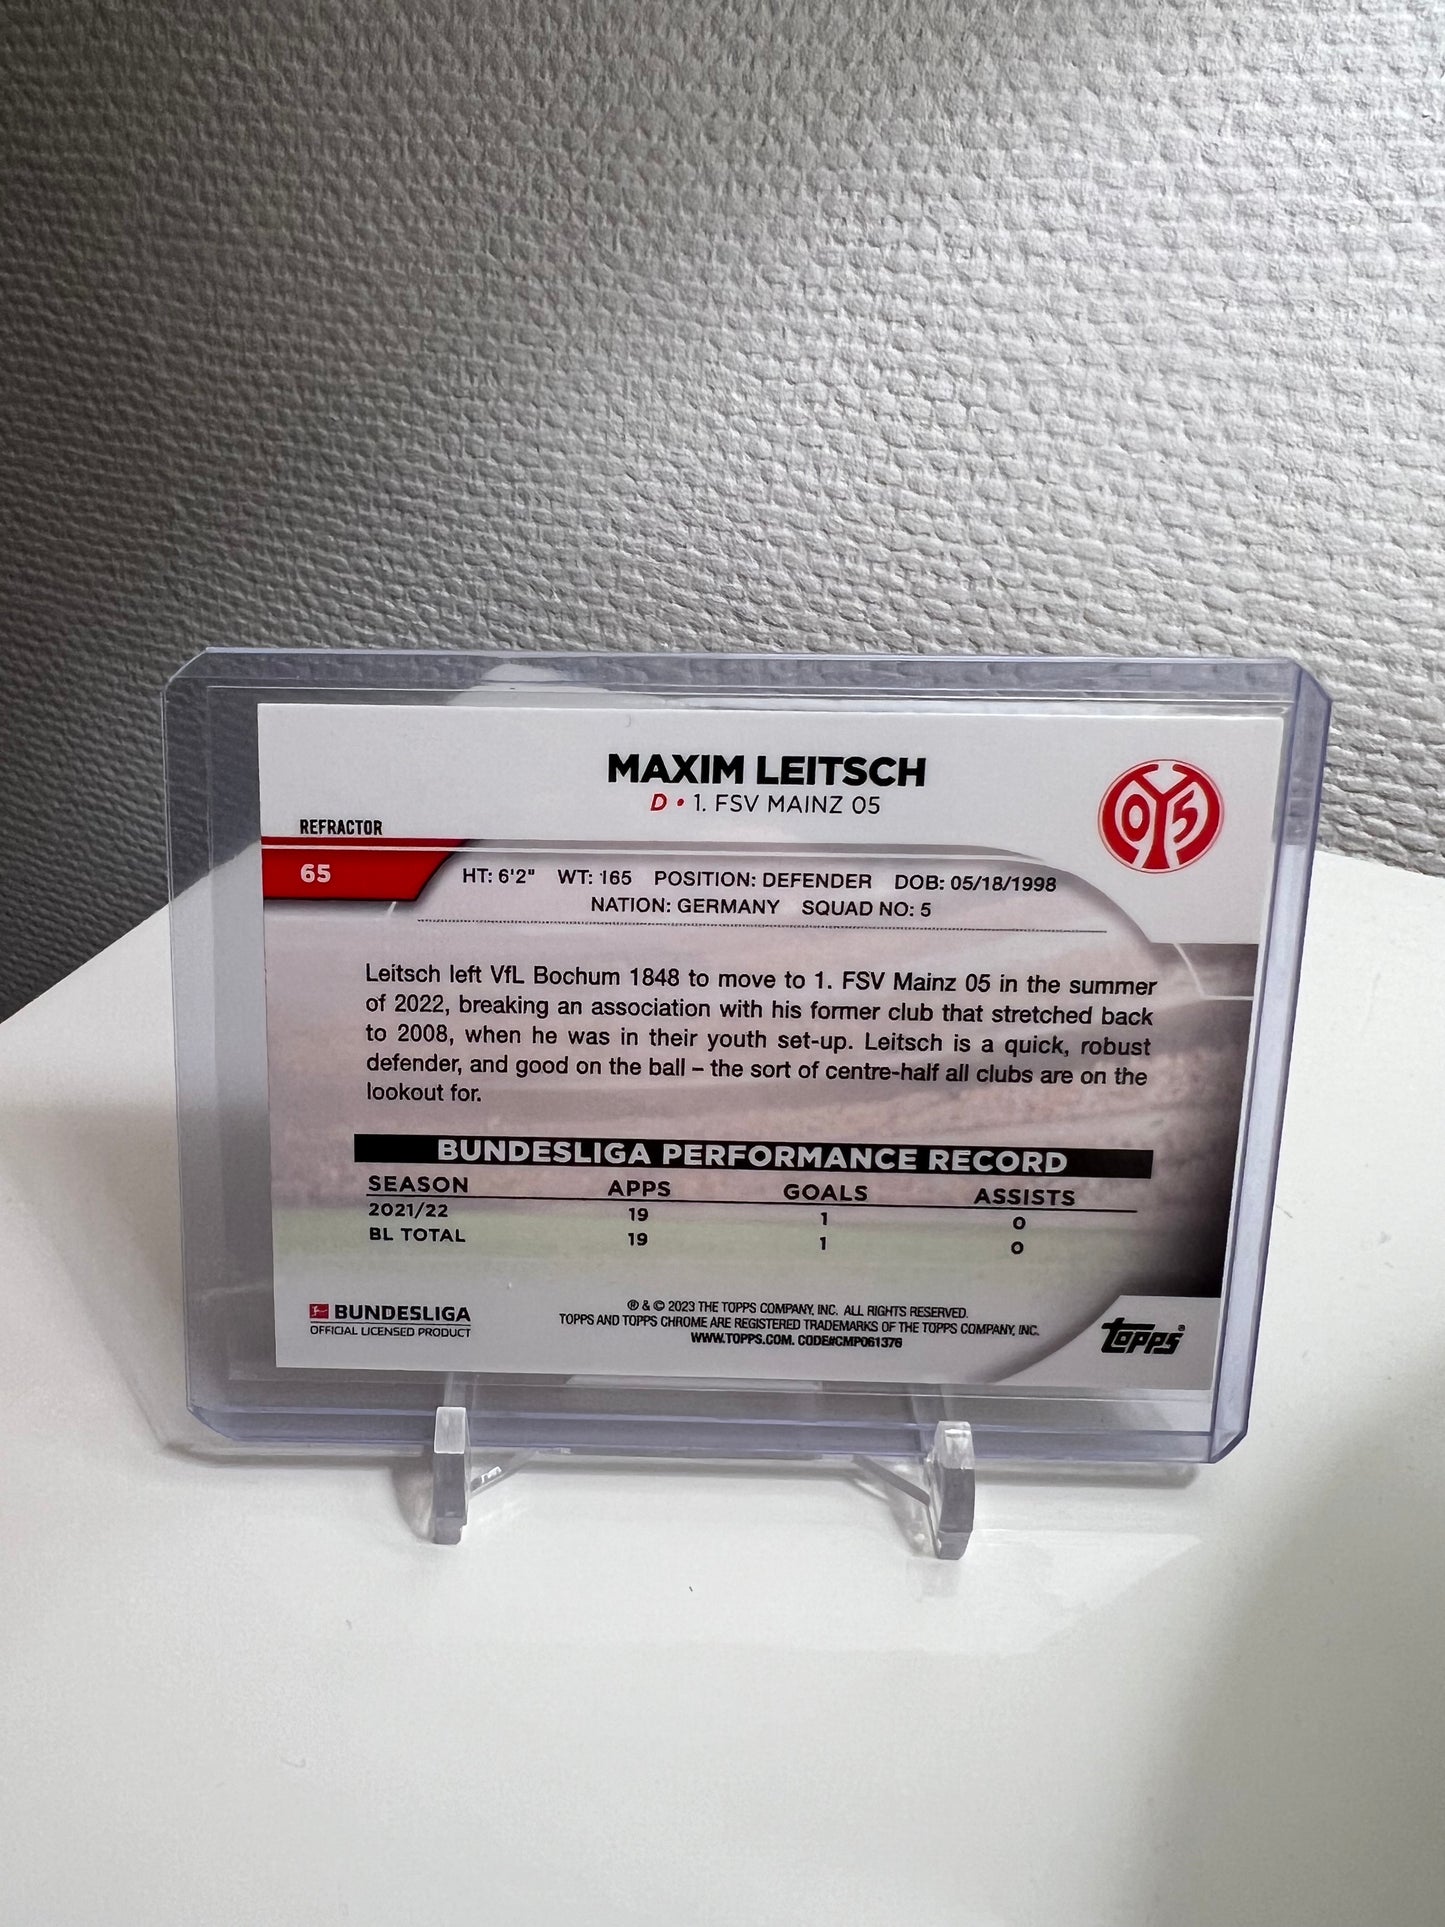 MAXIM LEITSCH
D • 1. FSV MAINZ 05
05
REFRACTOR
65
HT: 6'2" WT: 165 POSITION: DEFENDER DOB: 05/18/1998
NATION: GERMANY SQUAD NO: 5
Leitsch left VfL Bochum 1848 to move to 1. FSV Mainz 05 in the summer
of 2022, breaking an association with his former club that stretched back
to 2008, when he was in their youth set-up. Leitsch is a quick, robust
defender, and good on the ball – the sort of centre-half all clubs are on the
lookout for.
BUNDESLIGA PERFORMANCE RECORD
SEASON APPS GOALS ASSISTS
2021/22 19 1 0
BL TOTAL 19 1 0
BUNDESLIGA
OFFICIAL LICENSED PRODUCT
® & © 2023 THE TOPPS COMPANY, INC. ALL RIGHTS RESERVED.
TOPPS AND TOPPS CHROME ARE REGISTERED TRADEMARKS OF THE TOPPS COMPANY, INC.
WWW.TOPPS.COM. CODE#CMP061376
Topps®